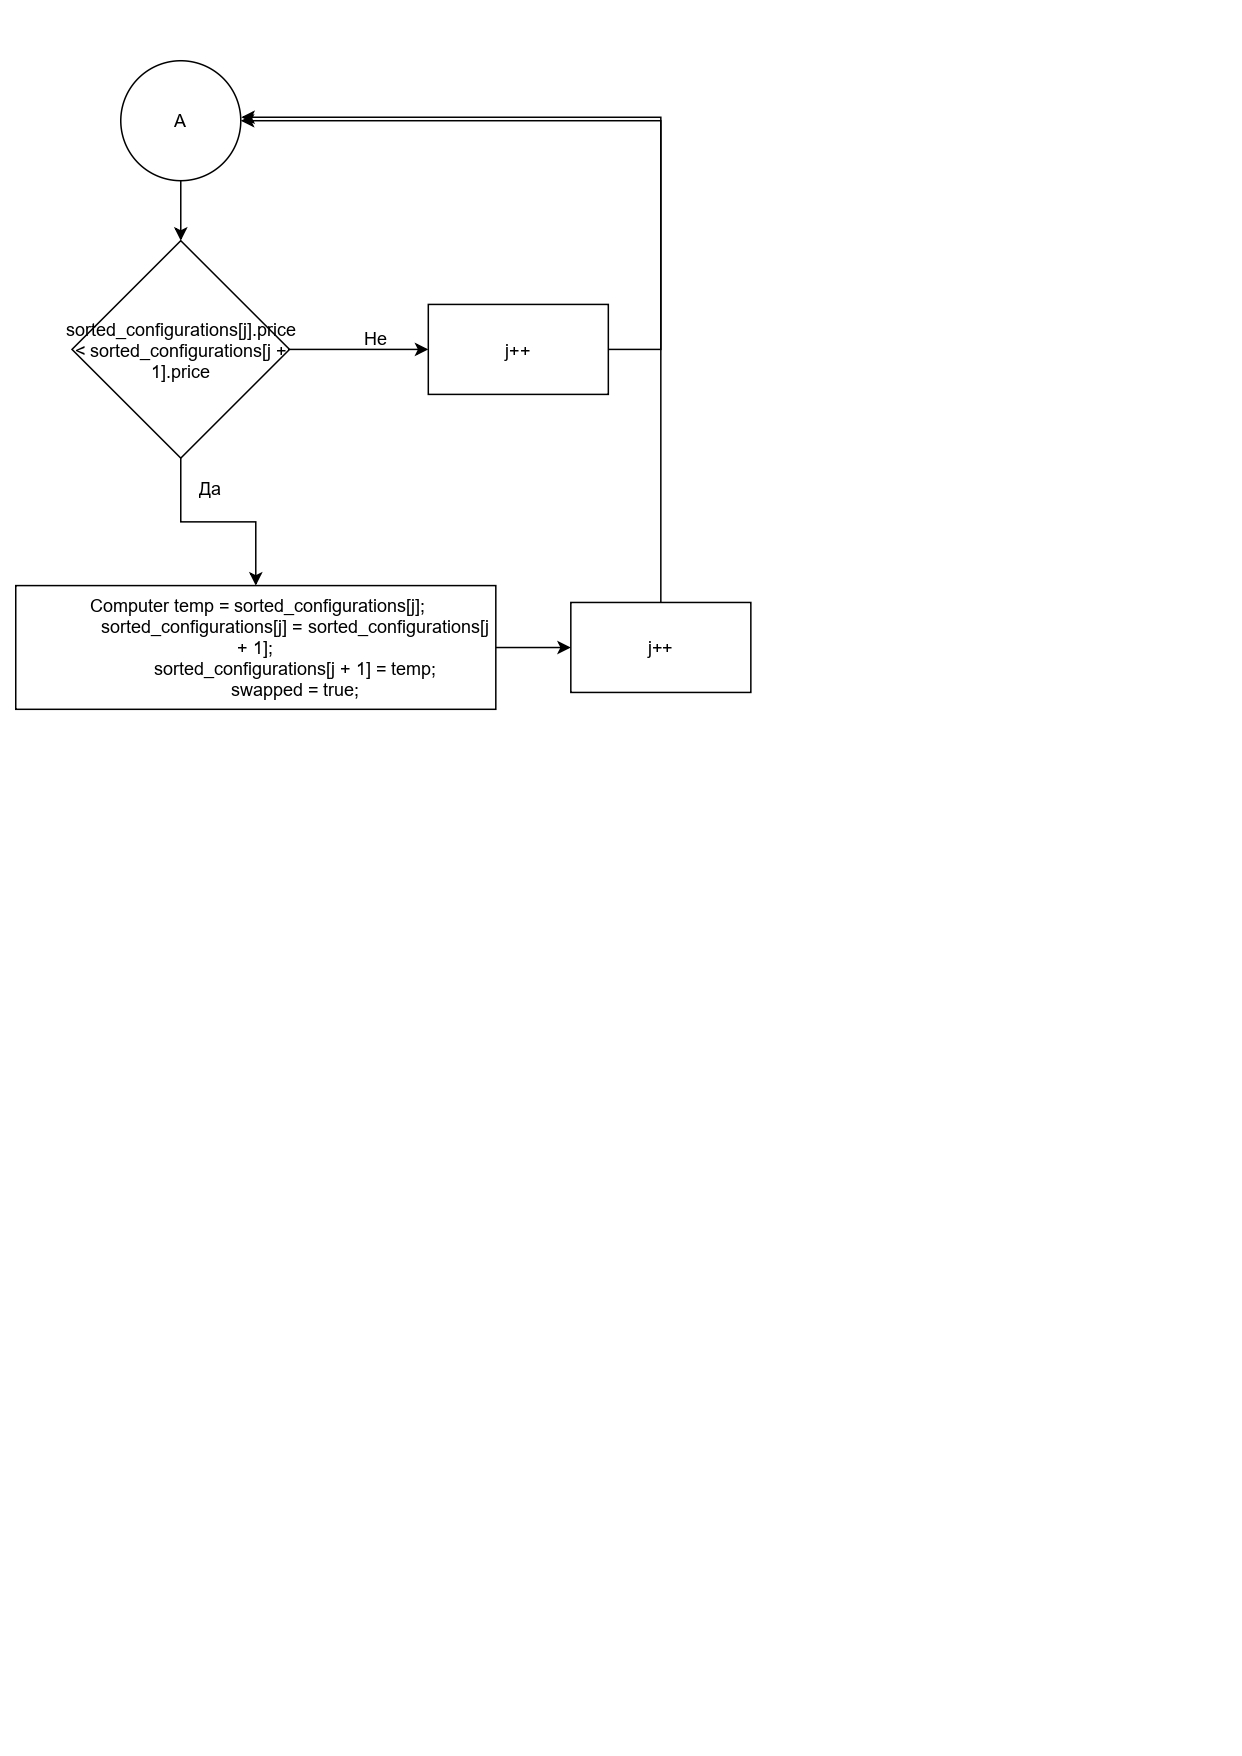 A
sorted_configurations[j].price
< sorted_configurations[j +
1].price
Не
j++
Да
Computer temp = sorted_configurations[j];
sorted_configurations[j] = sorted_configurations[j
+ 1];
sorted_configurations[j + 1] = temp;
swapped = true;
j++